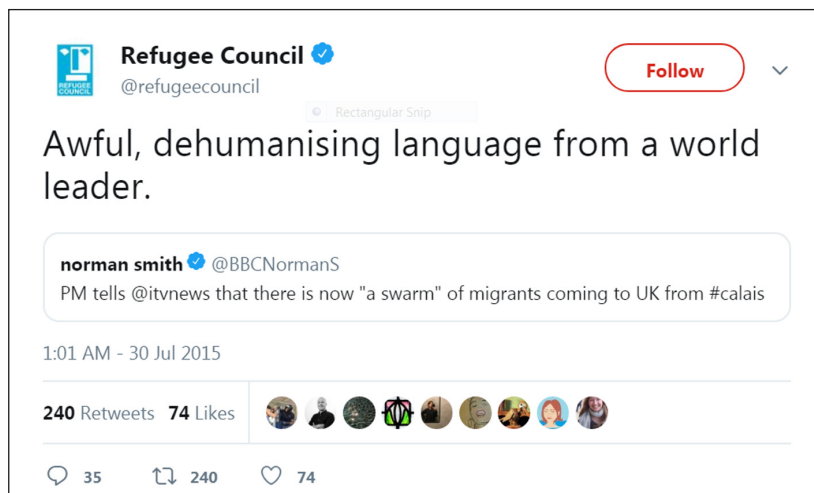 Refugee Council
@refugeecouncil
REFUGEE
COUNCIL
Follow
Rectangular Snip
Awful, dehumanising language from a world
leader.
norman smith @BBCNormanS
PM tells @itvnews that there is now "a swarm" of migrants coming to UK from #calais
1:01 AM - 30 Jul 2015
240 Retweets 74 Likes
35 240 74